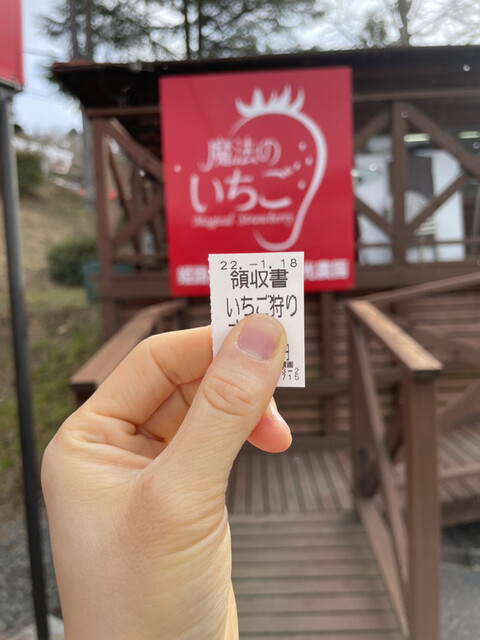 魔法の
いちご
Magical Strawberry
22.-1.18
領収書
いちご狩り
円